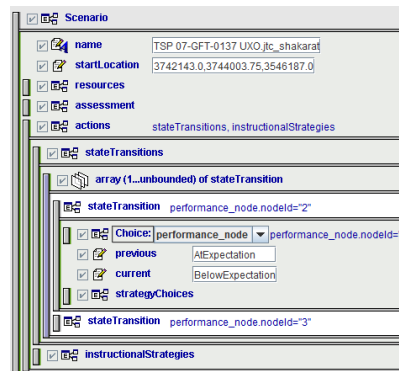 Scenario
name TSP 07-GFT-0137 UXO.jtc_shakarat
startLocation 3742143.0,3744003.75,3546187.0
resources
assessment
actions stateTransitions, instructionalStrategies
stateTransitions
array (1...unbounded) of stateTransition
stateTransition performance_node.nodeId="2"
Choice: performance_node performance_node.nodeId="
previous AtExpectation
current BelowExpectation
strategyChoices
stateTransition performance_node.nodeId="3"
instructionalStrategies